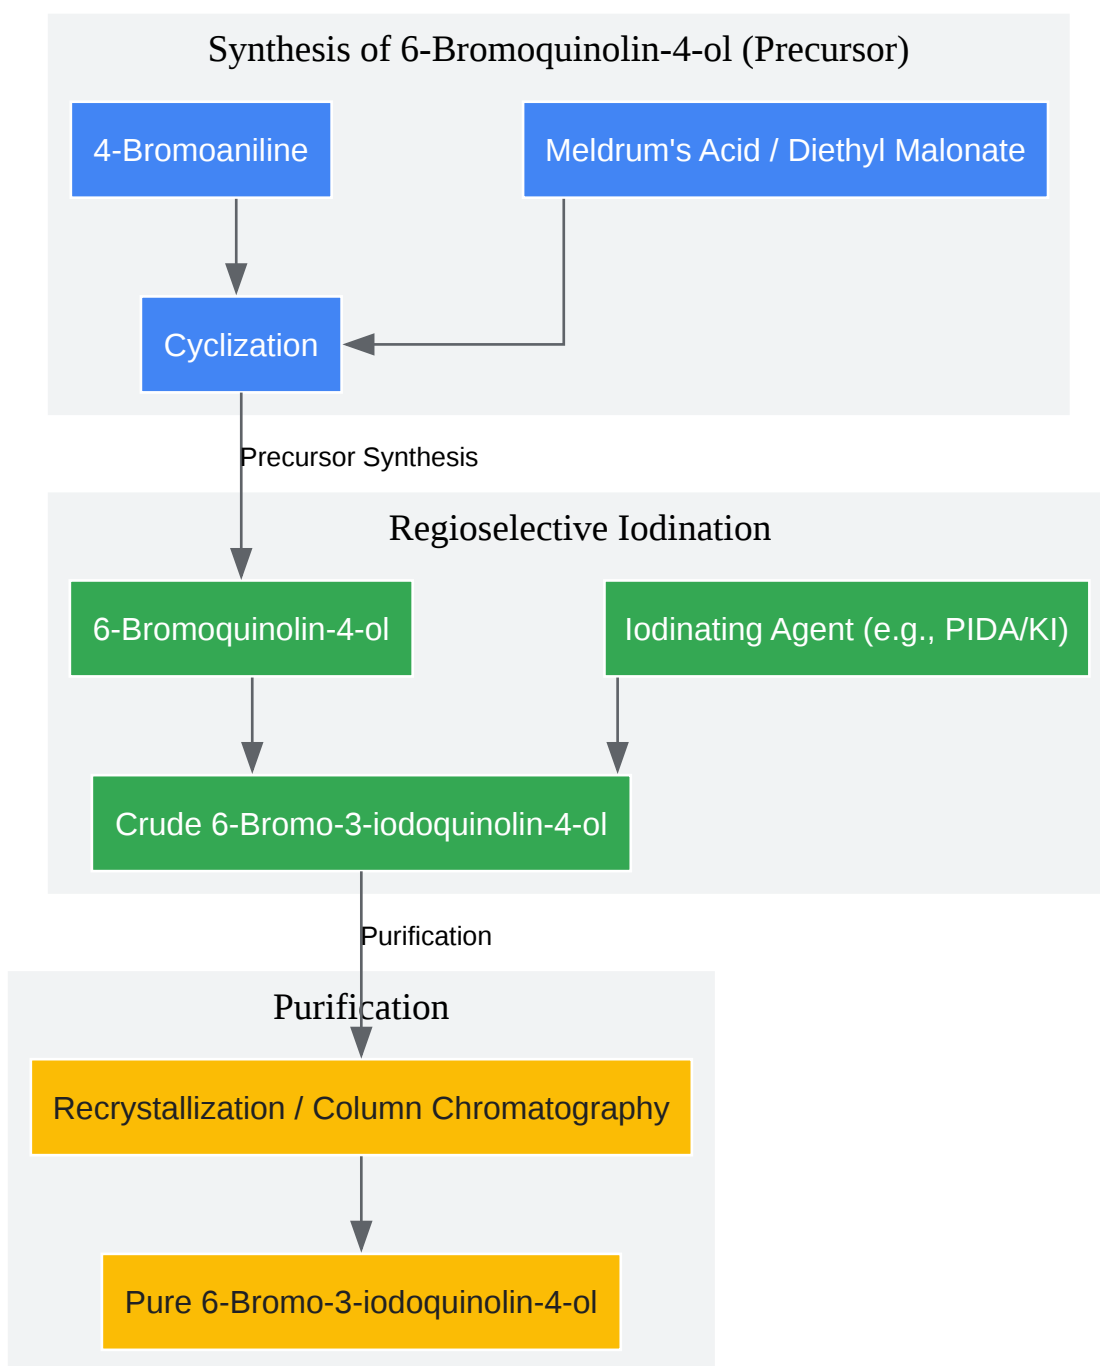 Synthesis of 6-Bromoquinolin-4-ol (Precursor)
4-Bromoaniline
Meldrum's Acid / Diethyl Malonate
Cyclization
Precursor Synthesis
Regioselective Iodination
6-Bromoquinolin-4-ol
Iodinating Agent (e.g., PIDA/KI)
Crude 6-Bromo-3-iodoquinolin-4-ol
Purification
Purification
Recrystallization / Column Chromatography
Pure 6-Bromo-3-iodoquinolin-4-ol